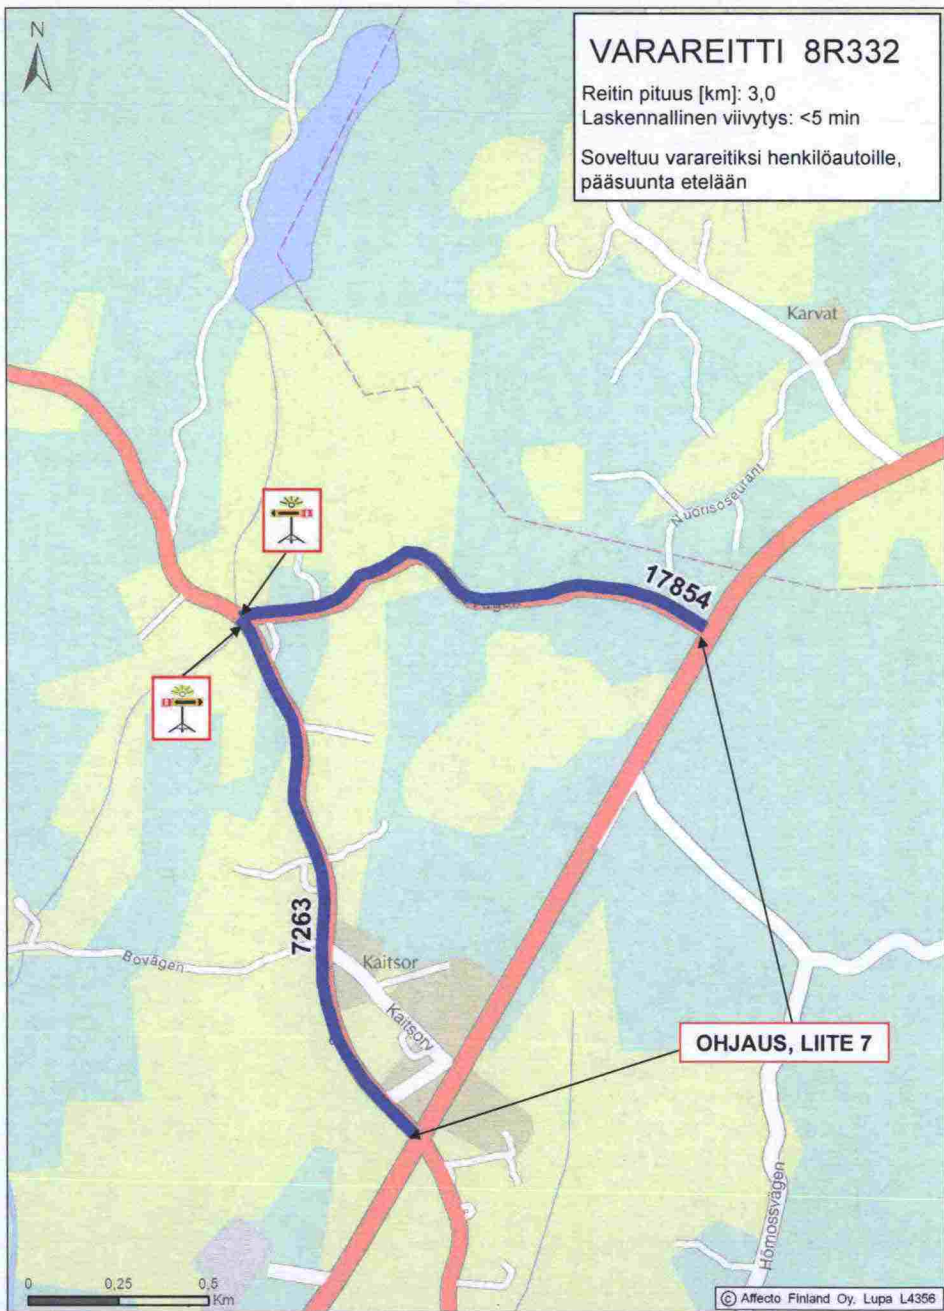 N
VARAREITTI 8R332
Reitin pituus [km]: 3,0
Laskennallinen viivytys: <5 min
Soveltuu varareitiksi henkilöautoille,
pääsuunta etelään
Karvat
Nuorisoseurant
17854
7263
Bovägen
Kaitsor
Kaitsorv
OHJAUS, LIITE 7
Hömossvägen
0 0,25 0,5
Km
© Affecto Finland Oy, Lupa L4356